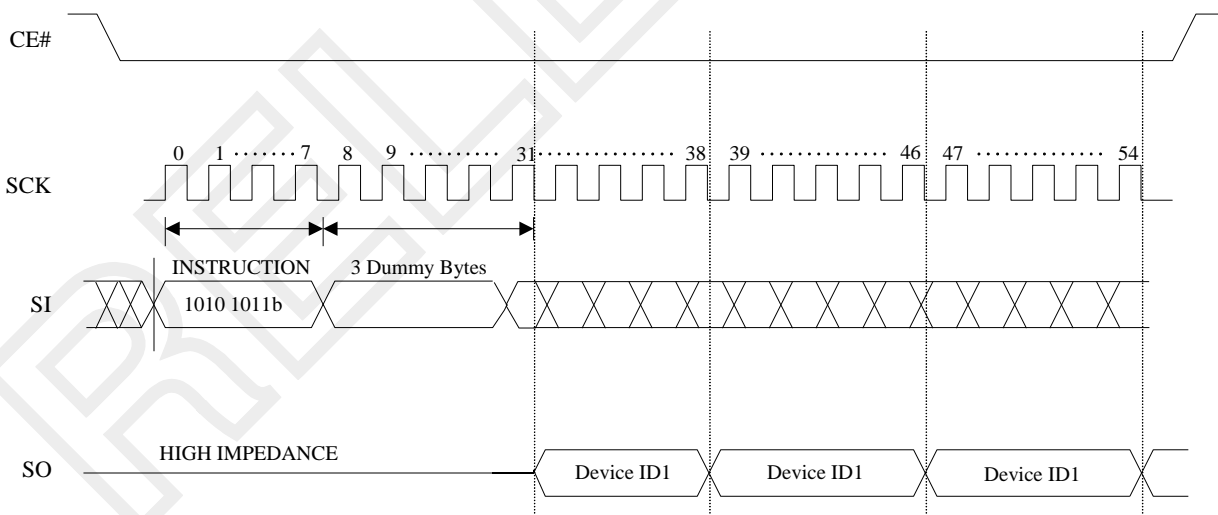 CE#
0 1 ······· 7 8 9 ·········· 31 ·············· 38 39 ············ 46 47 ············· 54
SCK
INSTRUCTION 3 Dummy Bytes
SI 1010 1011b
HIGH IMPEDANCE
SO Device ID1 Device ID1 Device ID1